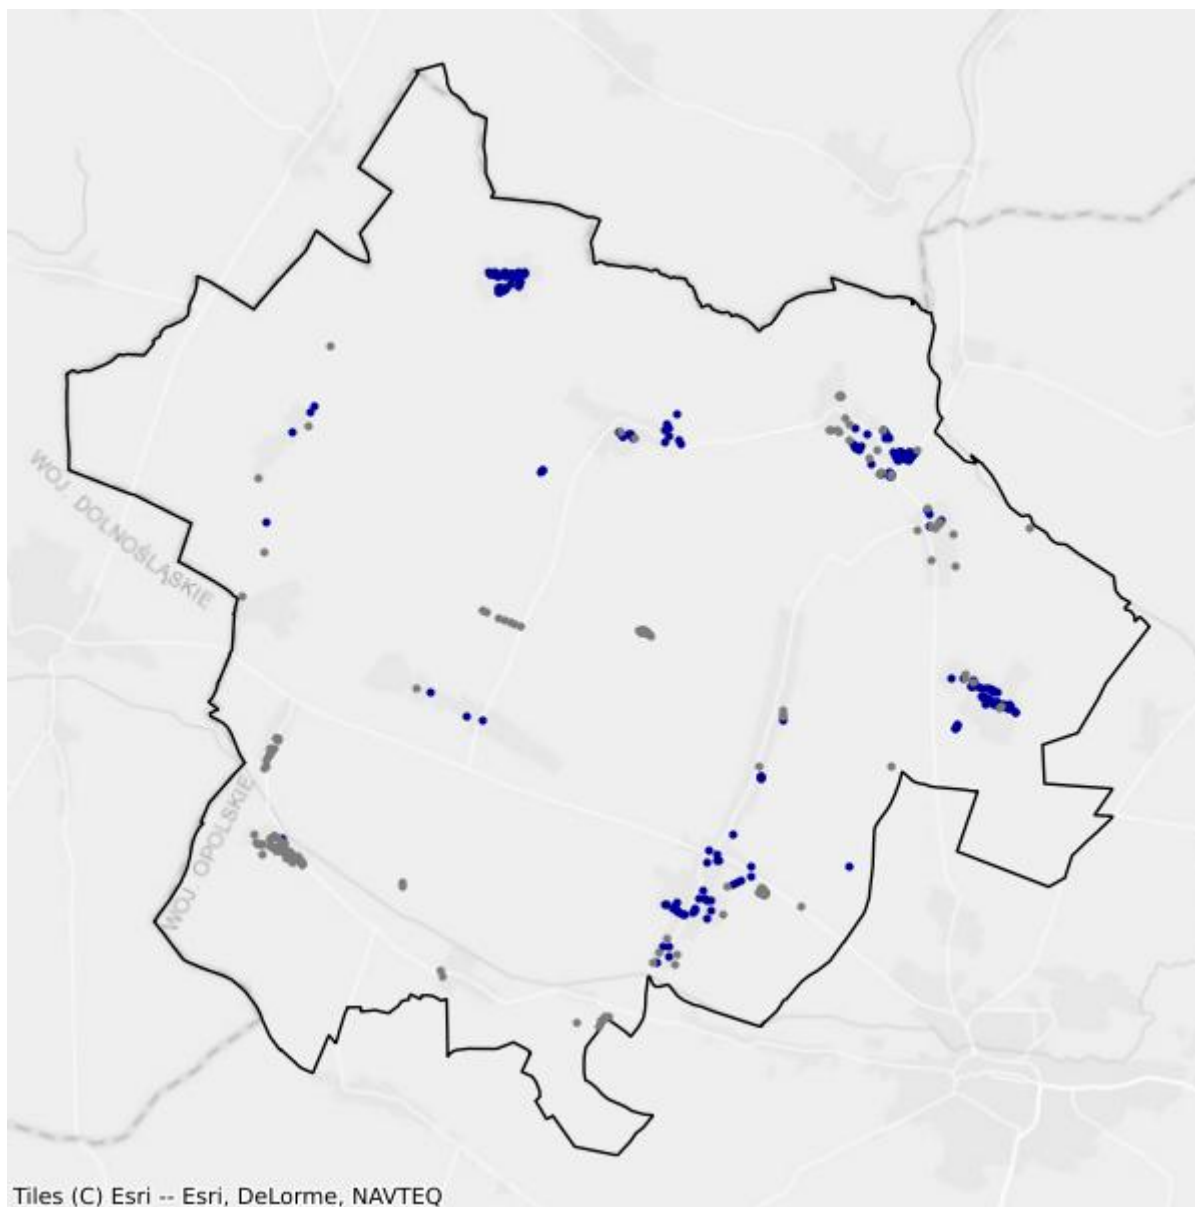 WOJ. DOLNOŚLĄSKIE
WOJ. OPOLSKIE
Tiles (C) Esri -- Esri, DeLorme, NAVTEQ